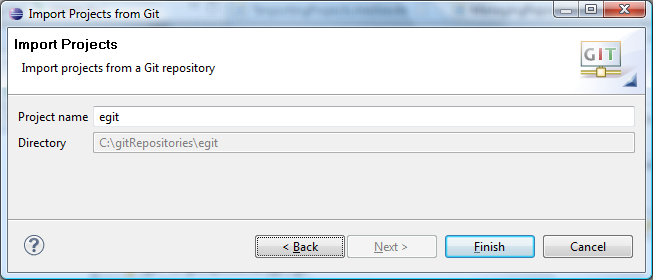 Import Projects from Git
Import Projects
Import projects from a Git repository
GIT
Project name egit
Directory C:\gitRepositories\egit
? < Back Next > Finish Cancel